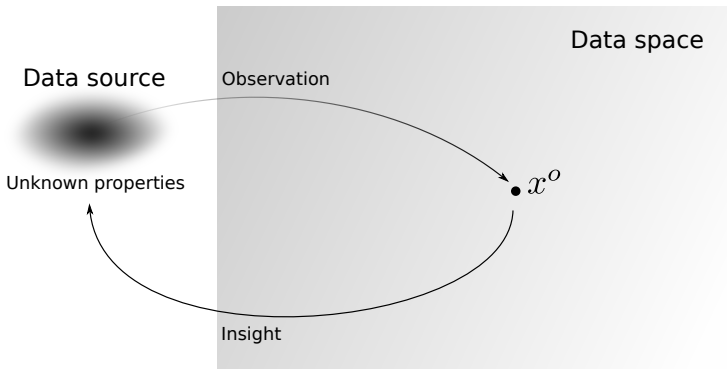 Data space
Data source
Observation
Unknown properties
x^o
Insight